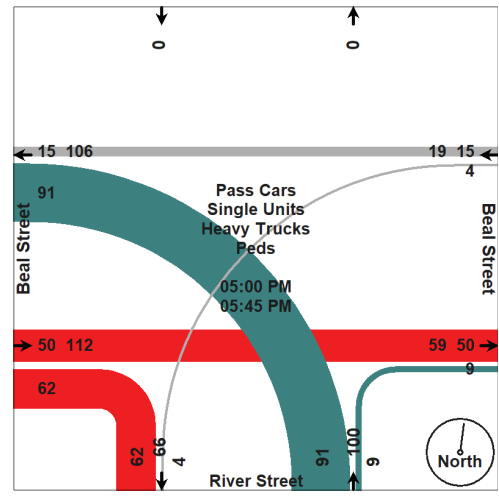 0 0
15 106 19 15
4
91
Pass Cars
Single Units
Heavy Trucks
Peds
Beal Street
Beal Street
05:00 PM
05:45 PM
50 112 59 50
9
62
62 66 4 91 100 9
North
River Street